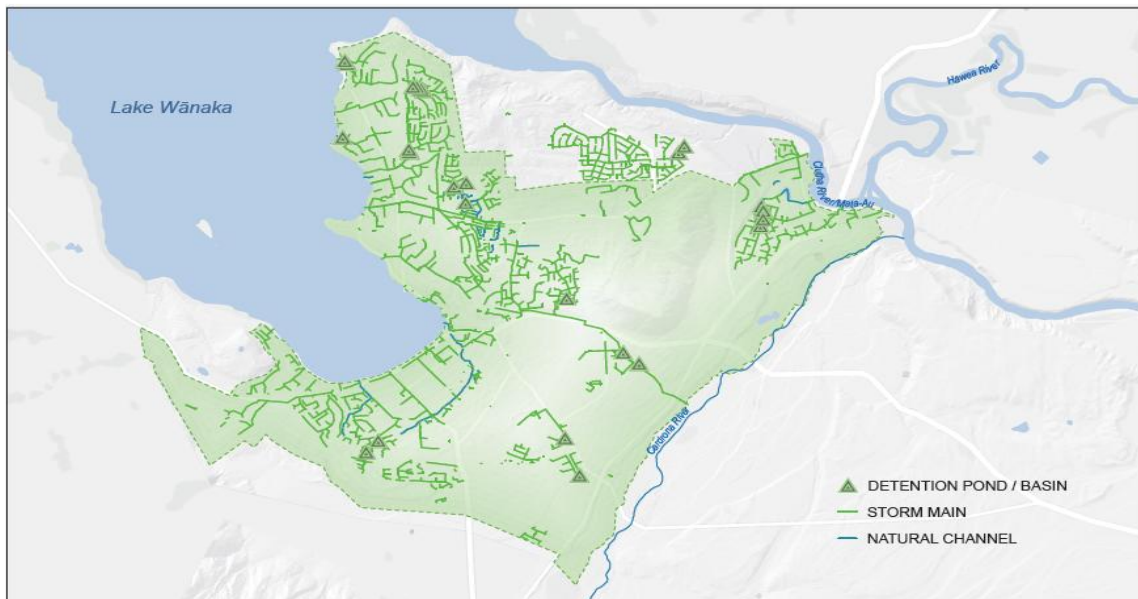 Lake Wānaka
Hawea River
Clutha River/Mata-Au
Cardrona River
DETENTION POND / BASIN
STORM MAIN
NATURAL CHANNEL